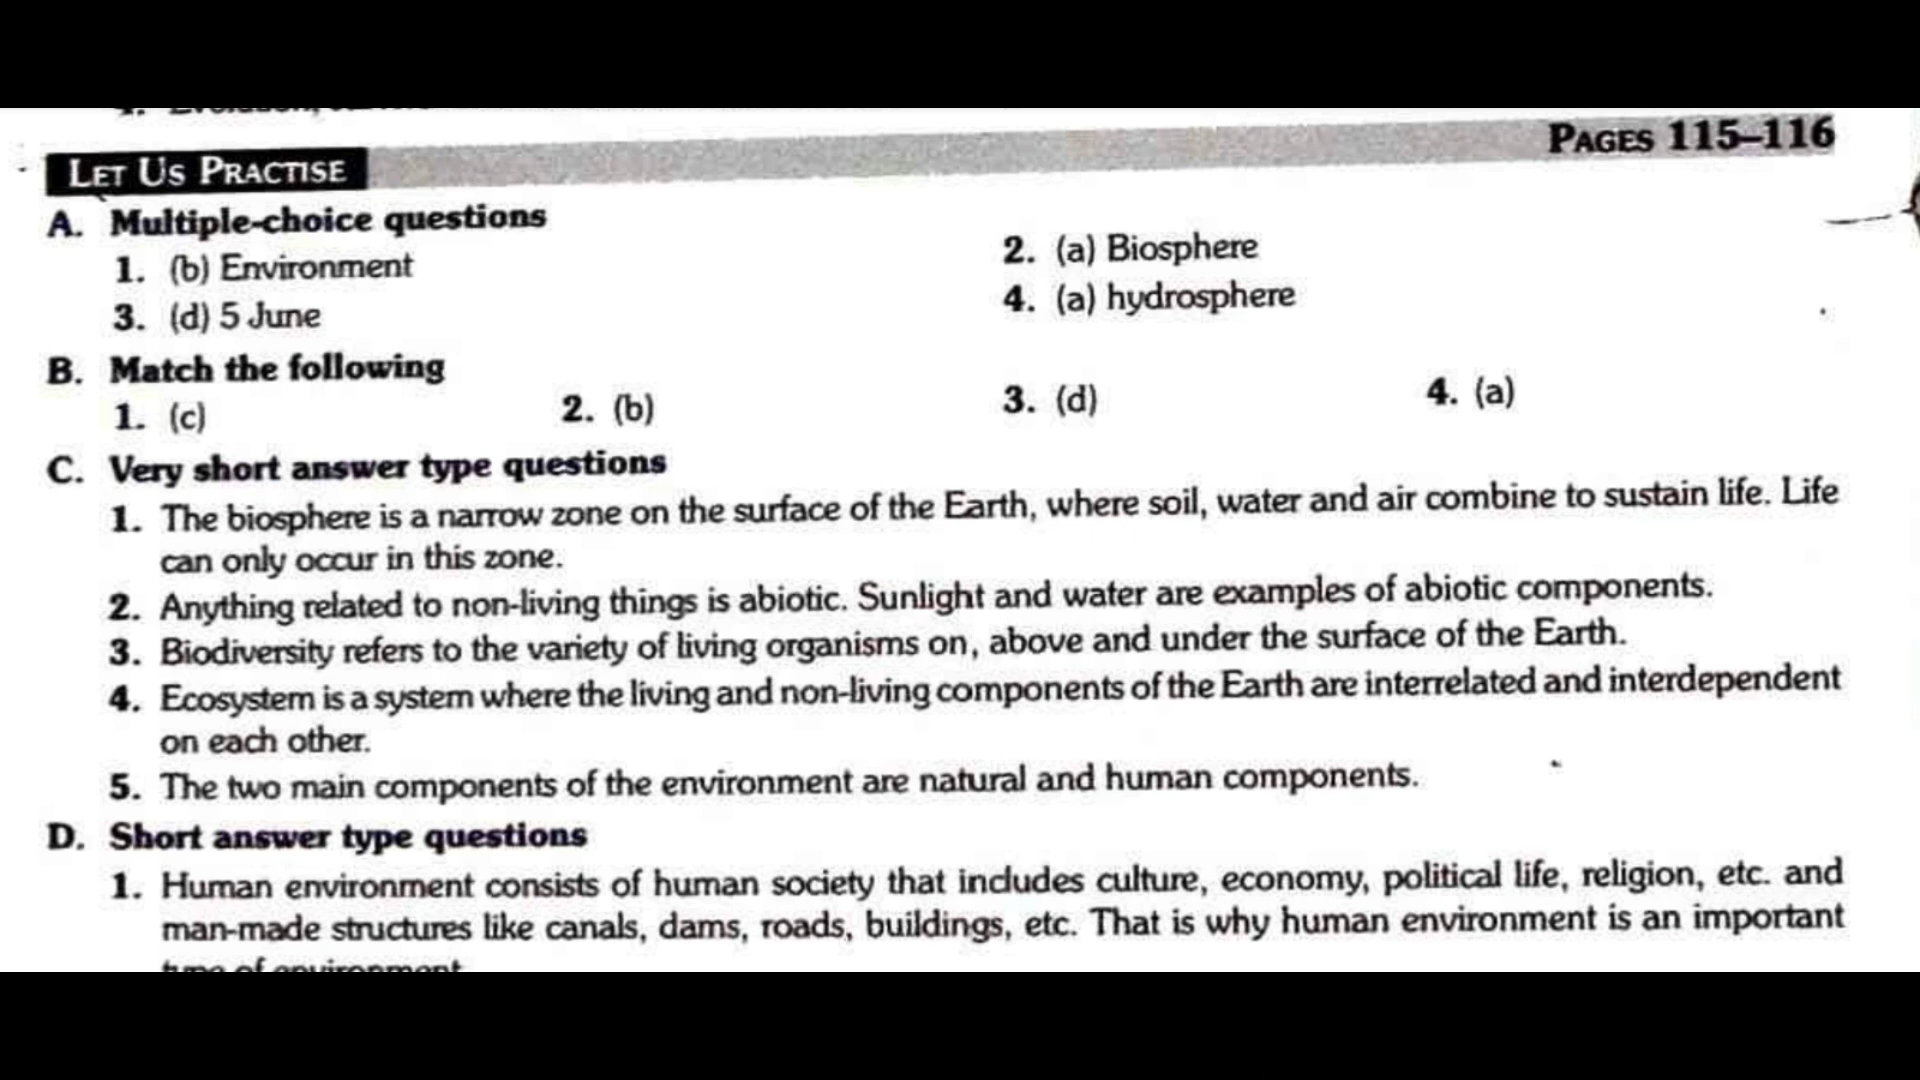 LET US PRACTISE PAGES 115–116
A. Multiple-choice questions
1. (b) Environment 2. (a) Biosphere
3. (d) 5 June 4. (a) hydrosphere
B. Match the following
1. (c) 2. (b) 3. (d) 4. (a)
C. Very short answer type questions
1. The biosphere is a narrow zone on the surface of the Earth, where soil, water and air combine to sustain life. Life
can only occur in this zone.
2. Anything related to non-living things is abiotic. Sunlight and water are examples of abiotic components.
3. Biodiversity refers to the variety of living organisms on, above and under the surface of the Earth.
4. Ecosystem is a system where the living and non-living components of the Earth are interrelated and interdependent
on each other.
5. The two main components of the environment are natural and human components.
D. Short answer type questions
1. Human environment consists of human society that includes culture, economy, political life, religion, etc. and
man-made structures like canals, dams, roads, buildings, etc. That is why human environment is an important
type of environment